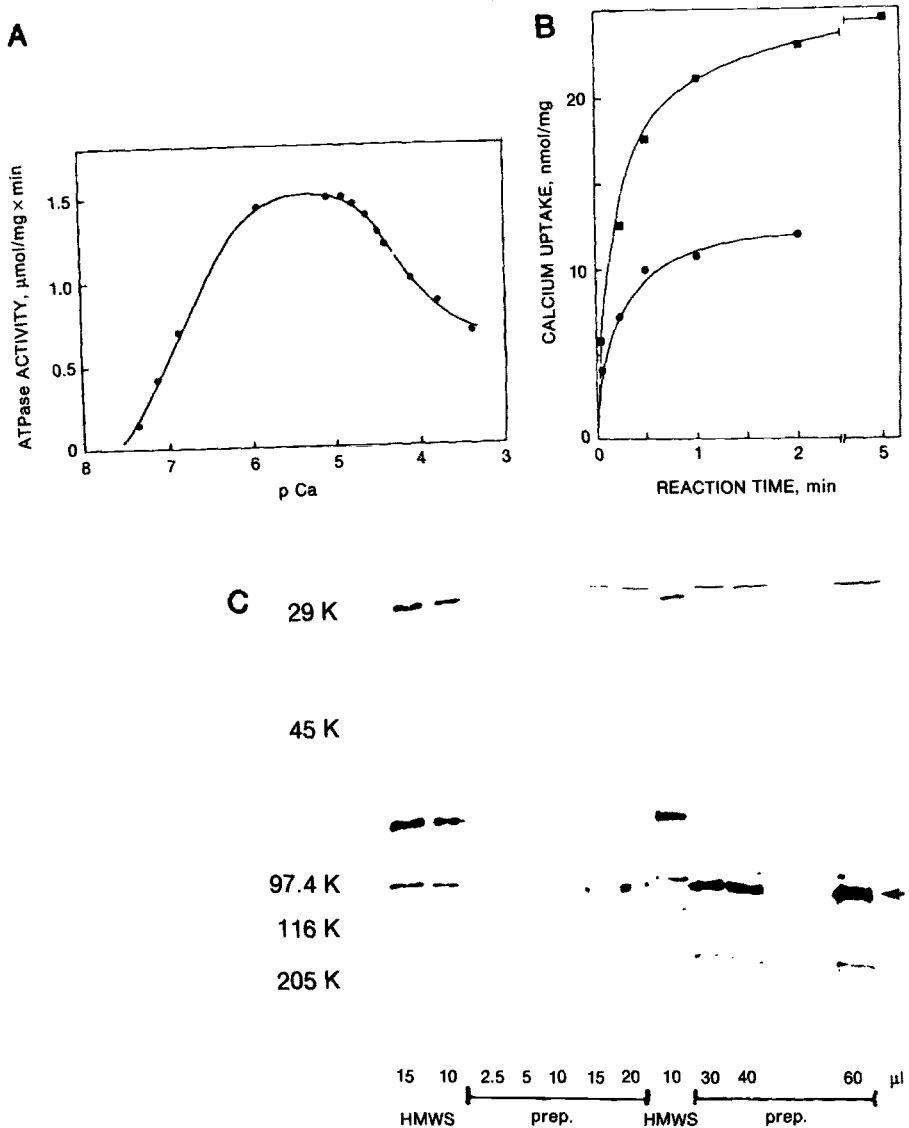 A
ATPase ACTIVITY, µmol/mg × min
1.5
1.0
0.5
0
8 7 6 5 4 3
p Ca
B
CALCIUM UPTAKE, nmol/mg
20
10
0
0 1 2 5
REACTION TIME, min
C
29 K
45 K
97.4 K
116 K
205 K
15 10 2.5 5 10 15 20 10 30 40 60 µl
HMWS prep. HMWS prep.